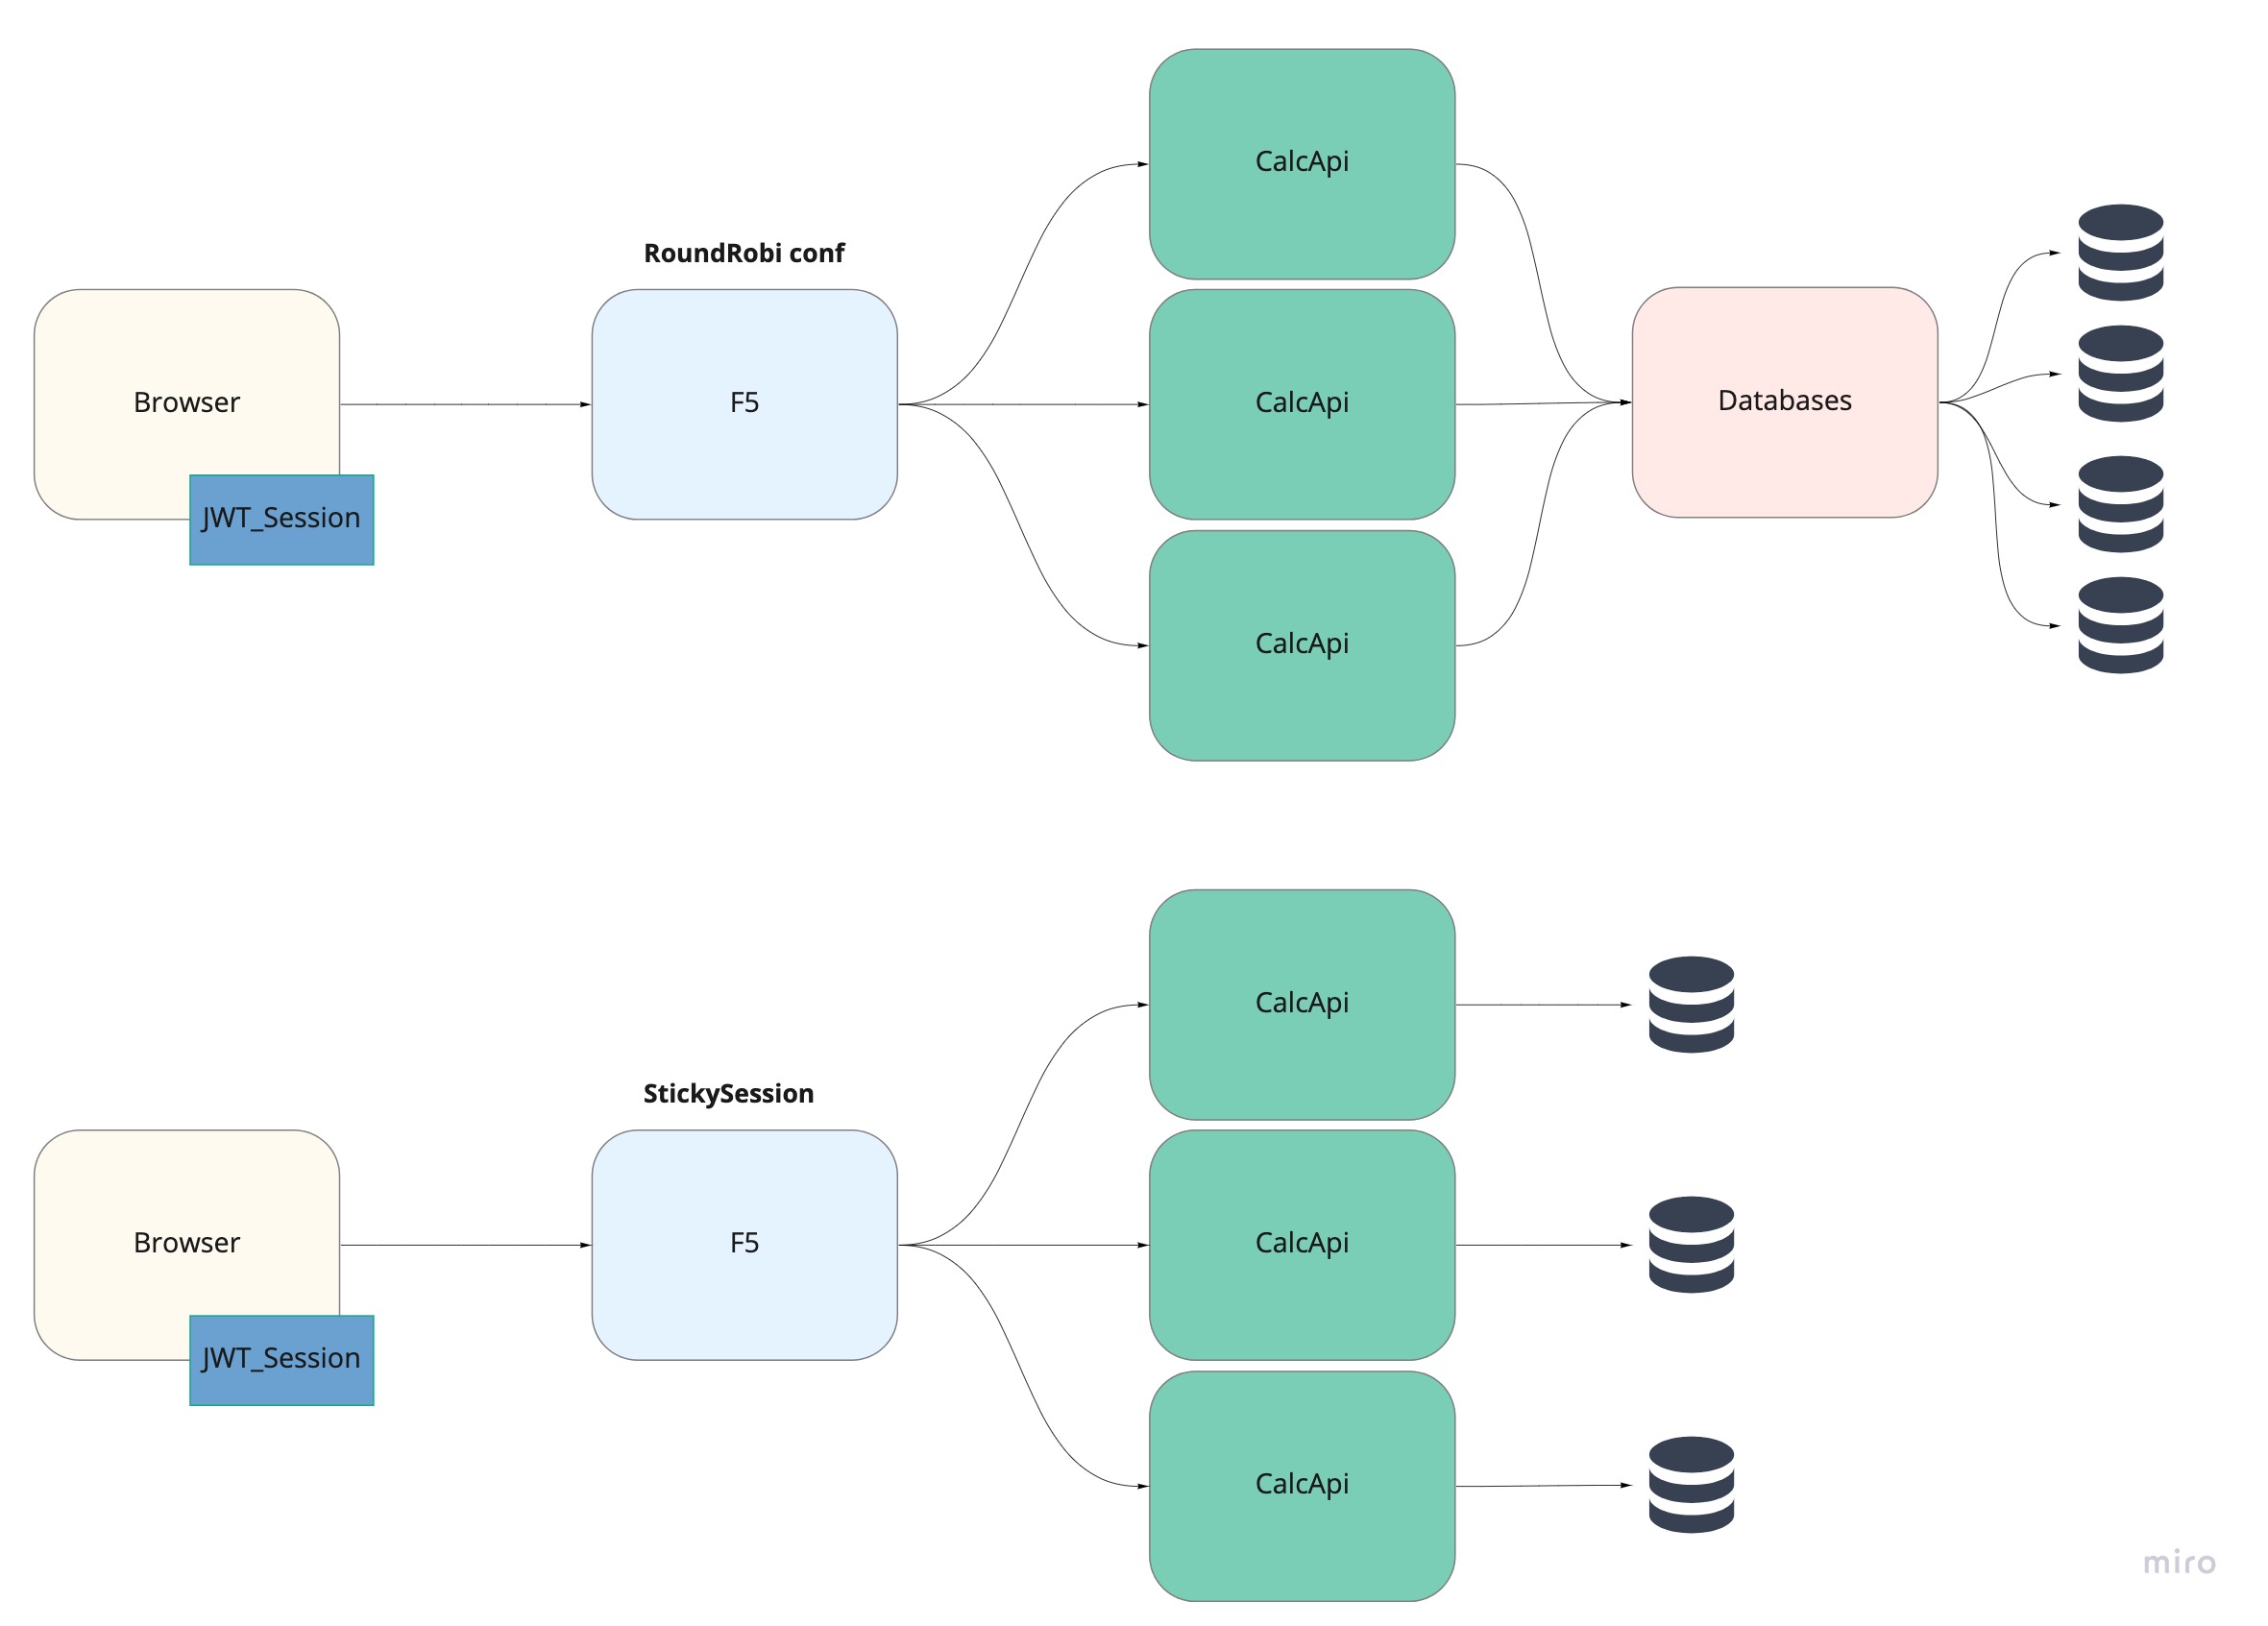 CalcApi
RoundRobi conf
Browser
F5
CalcApi
Databases
JWT_Session
CalcApi
CalcApi
StickySession
Browser
F5
CalcApi
JWT_Session
CalcApi
miro